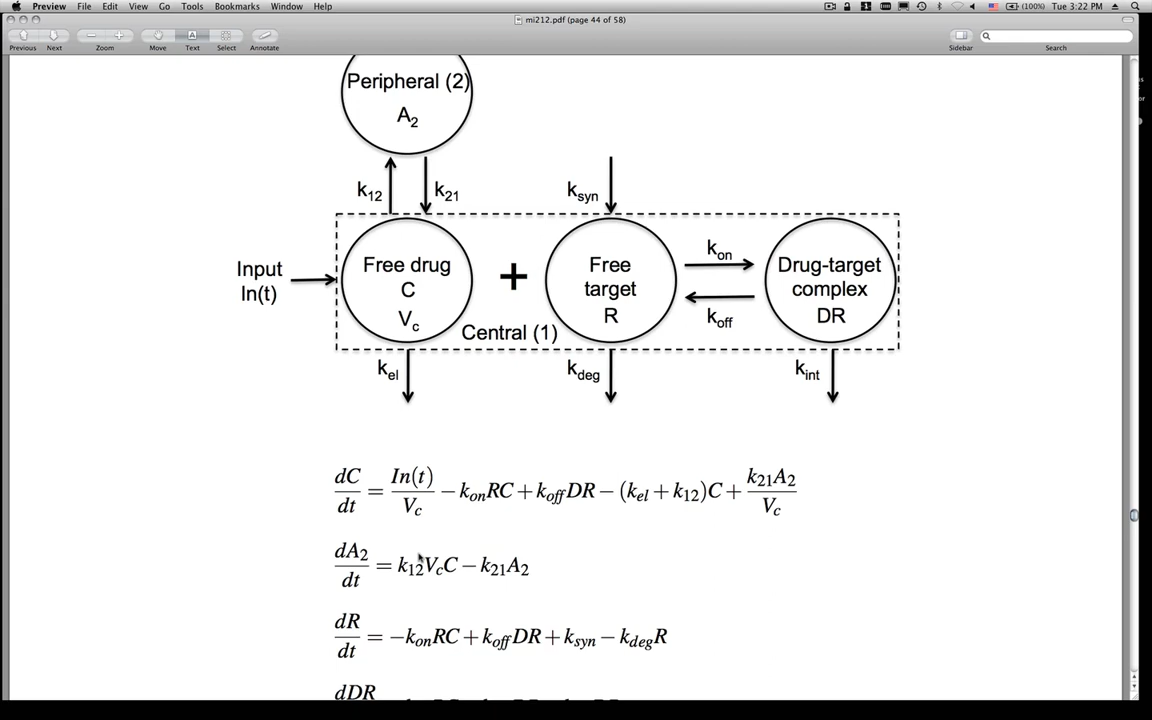 Preview File Edit View Go Tools Bookmarks Window Help (100%) Tue 3:22 PM
mi212.pdf (page 44 of 58)
Previous Next Zoom Move Text Select Annotate Sidebar Search
Peripheral (2)
A2
k12 k21 ksyn
Input
In(t)
Free drug
C
Vc
+
Free
target
R
kon
koff
Drug-target
complex
DR
Central (1)
kel kdeg kint
dC/dt = In(t)/Vc − konRC + koffDR − (kel + k12)C + k21A2/Vc
dA2/dt = k12VcC − k21A2
dR/dt = −konRC + koffDR + ksyn − kdegR
dDR